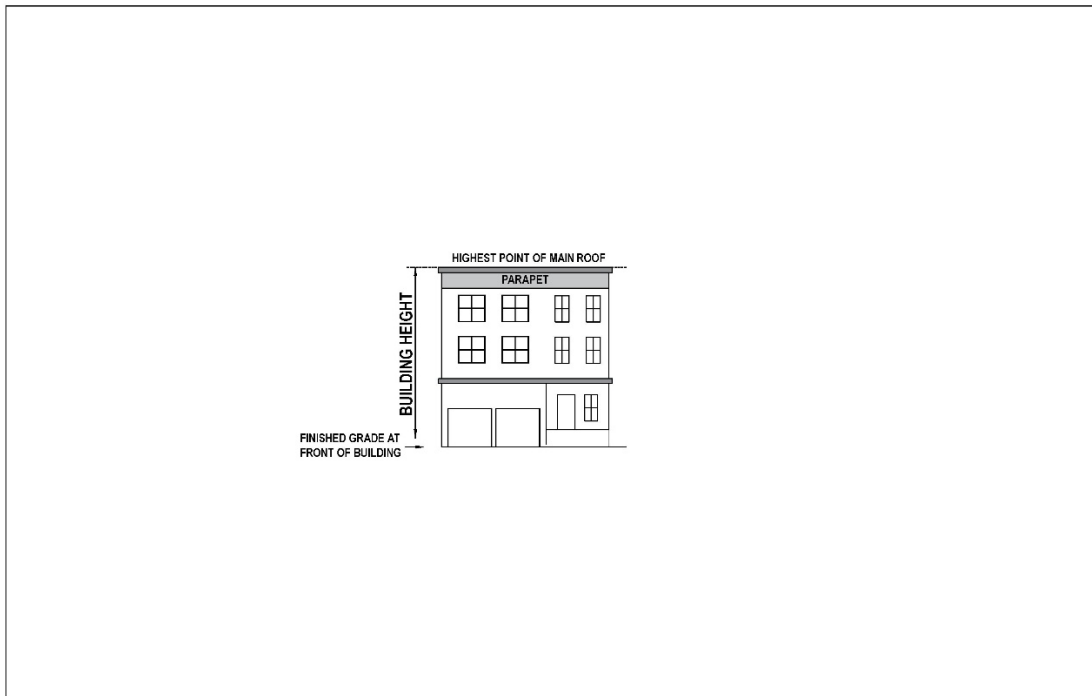 HIGHEST POINT OF MAIN ROOF
PARAPET
BUILDING HEIGHT
FINISHED GRADE AT
FRONT OF BUILDING